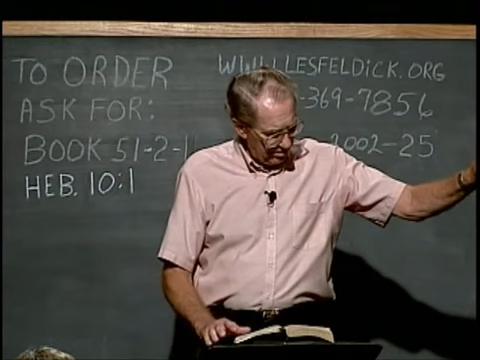 TO ORDER
ASK FOR:
BOOK 51-2-1
HEB. 10:1
WWW.LESFELDICK.ORG
-369-7856
2002-25